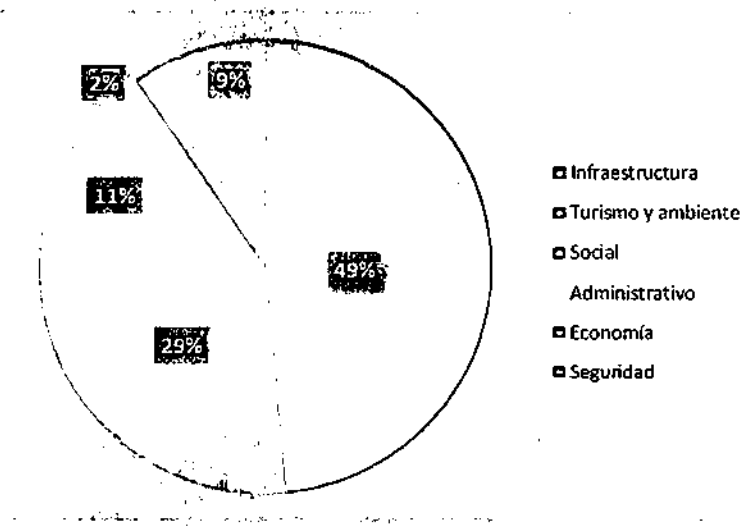 2%
9%
11%
49%
29%
Infraestructura
Turismo y ambiente
Social
Administrativo
Economía
Seguridad